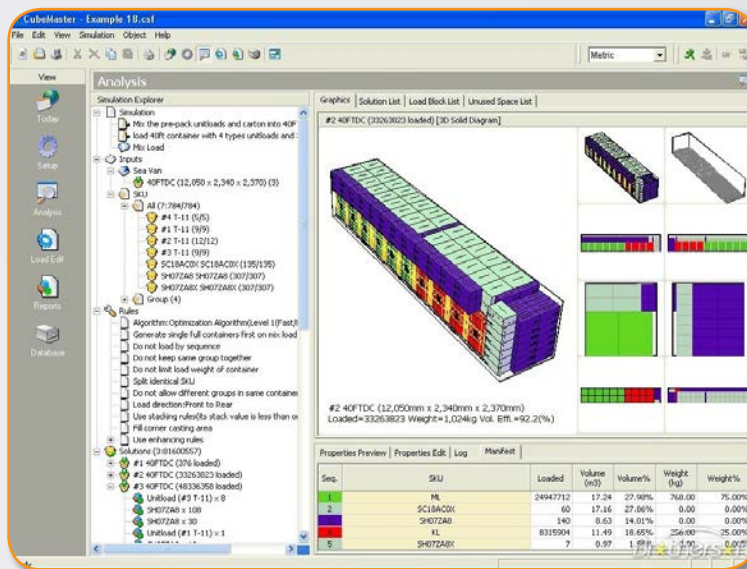 CubeMaster - Example 18.csf
File Edit View Simulation Object Help
Metric
View
Today
Setup
Analysis
Load Edit
Reports
Database
Analysis
Simulation Explorer
Simulation
Mix the pre-pack unitloads and carton into 40F
load 40ft container with 4 types unitloads and
Mix Load
Inputs
Sea Van
40FTDC (12,050 x 2,340 x 2,370) (3)
SKU
All (7:784/784)
#4 T-11 (5/5)
#1 T-11 (9/9)
#2 T-11 (12/12)
#3 T-11 (9/9)
SC18AC0X SC18AC0X (135/135)
SH07ZA8 SH07ZA8 (307/307)
SH07ZA8X SH07ZA8X (307/307)
Group (4)
Rules
Algorithm:Optimization Algorithm(Level 1(Fast/
Generate single full containers first on mix load
Do not load by sequence
Do not keep same group together
Do not limit load weight of container
Split identical SKU
Do not allow different groups in same container
Load direction:Front to Rear
Use stacking rules(its stack value is less than or
Fill corner casting area
Use enhancing rules
Solutions (3:81600557)
#1 40FTDC (376 loaded)
#2 40FTDC (33263823 loaded)
#3 40FTDC (48336358 loaded)
Unitload (#3 T-11) x 8
SH07ZA8 x 108
SH07ZA8 x 30
Unitload (#1 T-11) x 1
Graphics Solution List Load Block List Unused Space List
#2 40FTDC (33263823 loaded) [3D Solid Diagram]
#2 40FTDC (12,050mm x 2,340mm x 2,370mm)
Loaded=33263823 Weight=1,024kg Vol. Effi.=92.2(%)
Properties Preview Properties Edit Log Manifest
Seq. SKU Loaded Volume (m3) Volume% Weight (kg) Weight%
1 ML 24947712 17.24 27.98% 768.00 75.00%
2 SC18AC0X 60 17.16 27.86% 0.00 0.00%
SH07ZA8 140 8.63 14.01% 0.00 0.00%
KL 8315904 11.49 18.65% 256.00 25.00%
5 SH07ZA8X 7 0.97 0.00 0.00%
Brothersoft